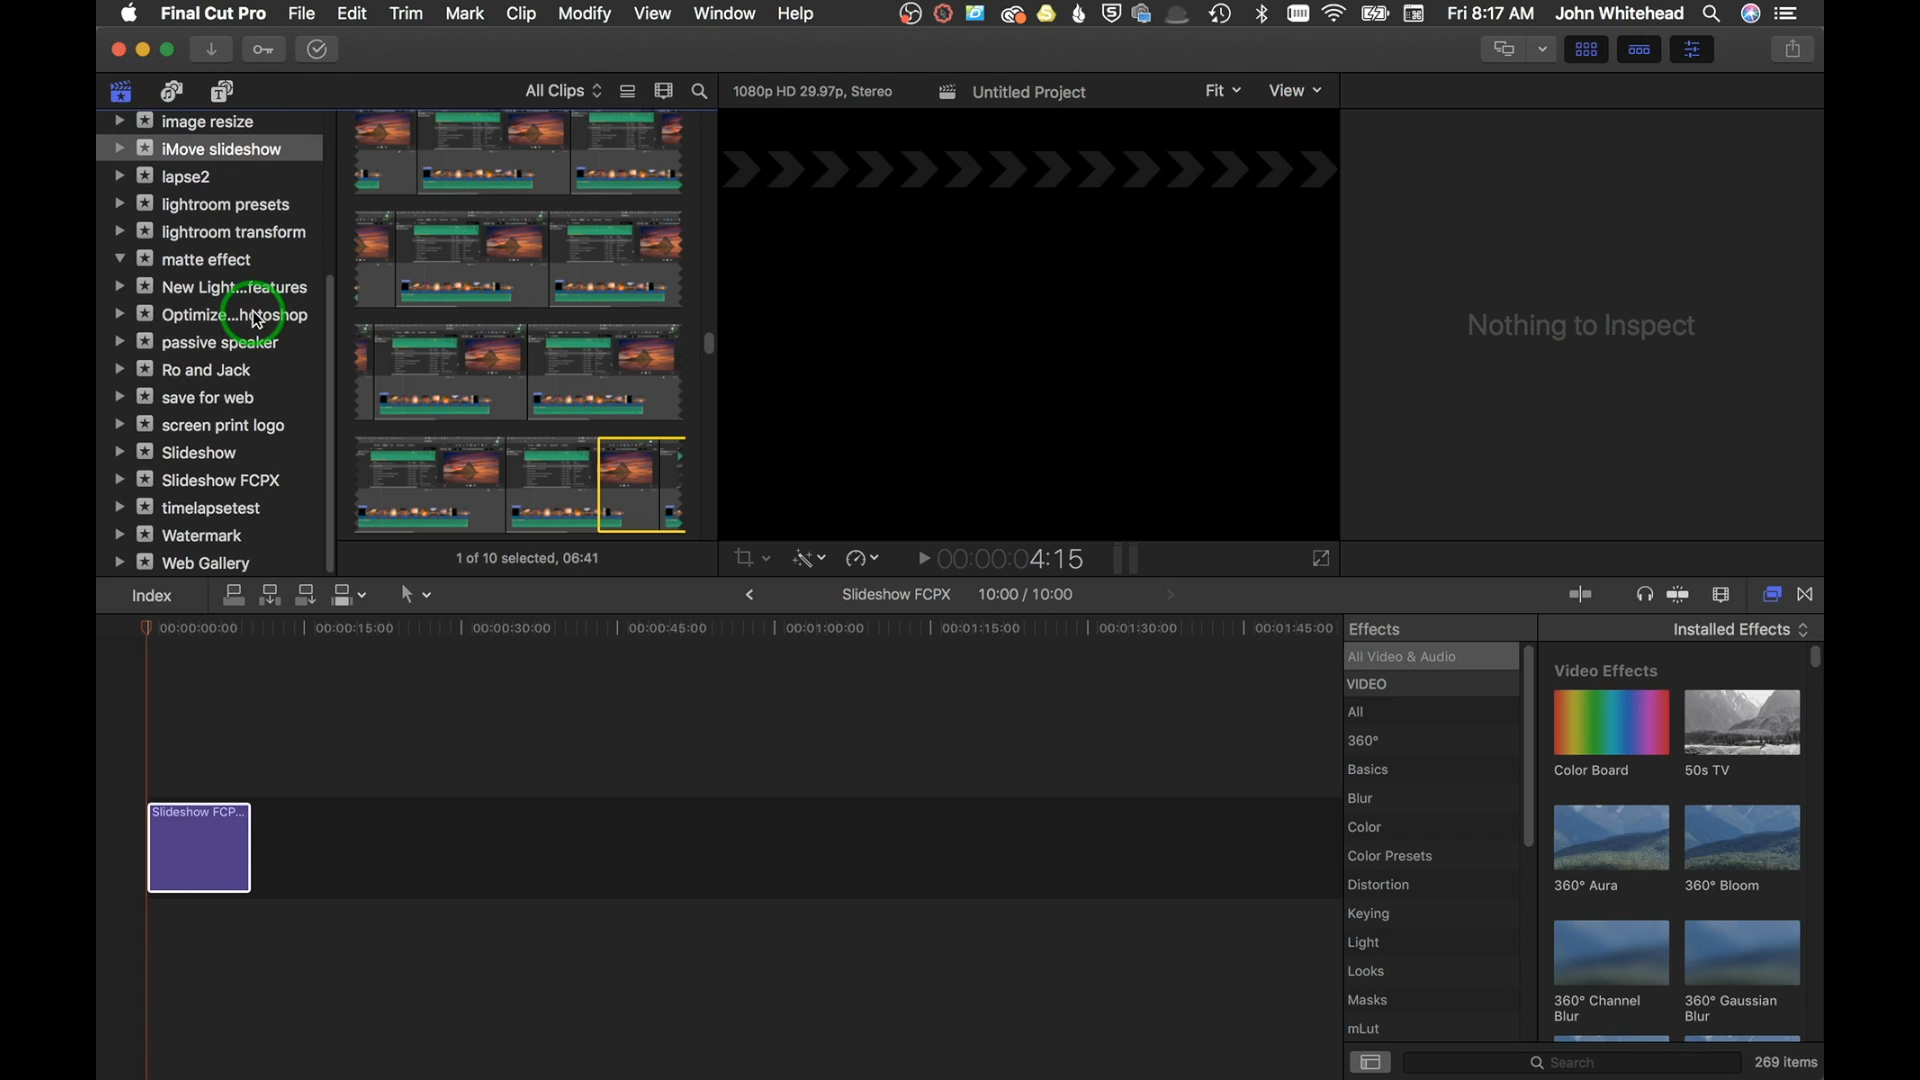 Final Cut Pro File Edit Trim Mark Clip Modify View Window Help Fri 8:17 AM John Whitehead
All Clips
1080p HD 29.97p, Stereo
Untitled Project
Fit
View
image resize
iMove slideshow
lapse2
lightroom presets
lightroom transform
matte effect
New Light...features
Optimize...hotoshop
passive speaker
Ro and Jack
save for web
screen print logo
Slideshow
Slideshow FCPX
timelapsetest
Watermark
Web Gallery
1 of 10 selected, 06:41
00:00:04:15
Nothing to Inspect
Index
Slideshow FCPX 10:00 / 10:00
00:00:00:00 00:00:15:00 00:00:30:00 00:00:45:00 00:01:00:00 00:01:15:00 00:01:30:00 00:01:45:00
Slideshow FCP...
Effects
Installed Effects
All Video & Audio
VIDEO
All
360°
Basics
Blur
Color
Color Presets
Distortion
Keying
Light
Looks
Masks
mLut
Video Effects
Color Board
50s TV
360° Aura
360° Bloom
360° Channel
Blur
360° Gaussian
Blur
Search
269 items